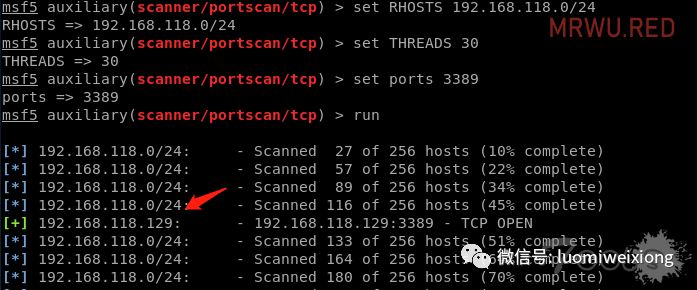 msf5 auxiliary(scanner/portscan/tcp) > set RHOSTS 192.168.118.0/24
RHOSTS => 192.168.118.0/24
MRWU.RED
msf5 auxiliary(scanner/portscan/tcp) > set THREADS 30
THREADS => 30
msf5 auxiliary(scanner/portscan/tcp) > set ports 3389
ports => 3389
msf5 auxiliary(scanner/portscan/tcp) > run
[*] 192.168.118.0/24: - Scanned 27 of 256 hosts (10% complete)
[*] 192.168.118.0/24: - Scanned 57 of 256 hosts (22% complete)
[*] 192.168.118.0/24: - Scanned 89 of 256 hosts (34% complete)
[*] 192.168.118.0/24: - Scanned 116 of 256 hosts (45% complete)
[+] 192.168.118.129: - 192.168.118.129:3389 - TCP OPEN
[*] 192.168.118.0/24: - Scanned 133 of 256 hosts (51% complete)
[*] 192.168.118.0/24: - Scanned 164 of 256 hosts
[*] 192.168.118.0/24: - Scanned 180 of 256 hosts (70% complete)
微信号: luomiweixiong